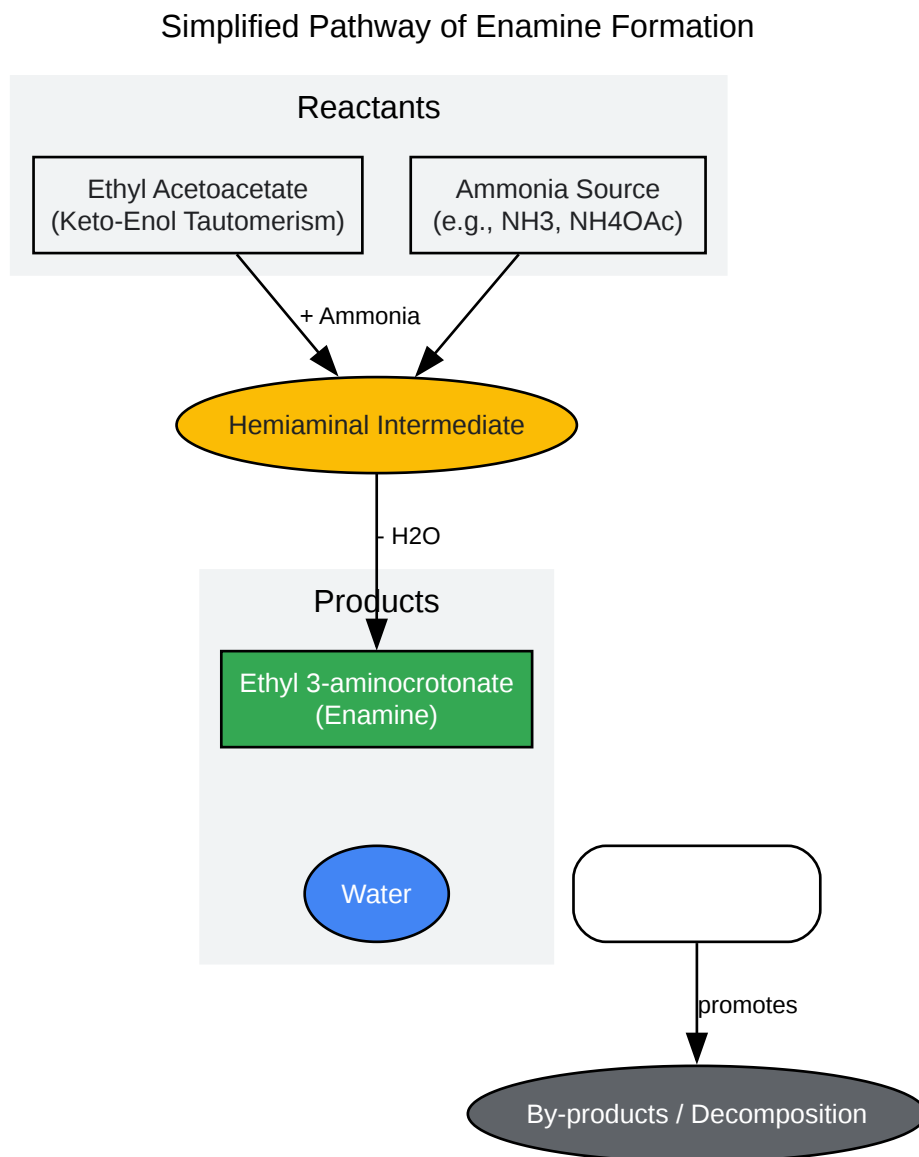 Simplified Pathway of Enamine Formation
Reactants
Ethyl Acetoacetate
(Keto-Enol Tautomerism)
Ammonia Source
(e.g., NH3, NH4OAc)
+ Ammonia
Hemiaminal Intermediate
- H2O
Products
Ethyl 3-aminocrotonate
(Enamine)
Water
promotes
By-products / Decomposition